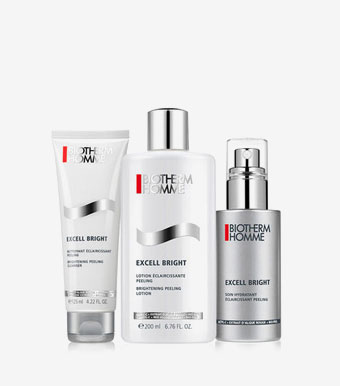 BIOTHERM
HOMME
EXCELL BRIGHT
NETTOYANT ÉCLAIRCISSANT
PEELING
BRIGHTENING PEELING
CLEANSER
℮125 ml 4.22 FL.OZ.
BIOTHERM
HOMME
EXCELL BRIGHT
LOTION ÉCLAIRCISSANTE
PEELING
BRIGHTENING PEELING
LOTION
℮200 ml 6.76 FL. OZ.
BIOTHERM
HOMME
EXCELL BRIGHT
SOIN HYDRATANT
ÉCLAIRCISSANT PEELING